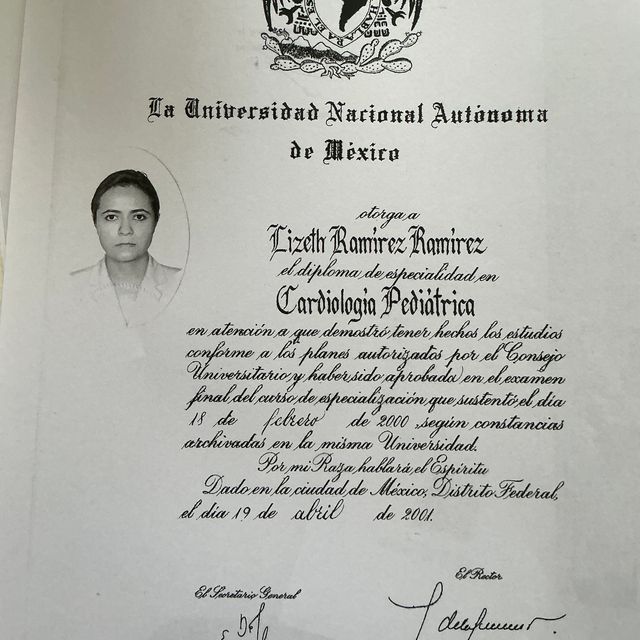 HABLARA EL ES
La Universidad Nacional Autónoma
de México
otorga a
Lizeth Ramírez Ramírez
el diploma de especialidad en
Cardiología Pediátrica
en atención a que demostró tener hechos los estudios
conforme a los planes autorizados por el Consejo
Universitario y haber sido aprobada en el examen
final del curso de especialización que sustentó el día
18 de febrero de 2000, según constancias
archivadas en la misma Universidad.
Por mi Raza hablará el Espíritu
Dado en la ciudad de México, Distrito Federal,
el día 19 de abril de 2001.
El Rector
El Secretario General